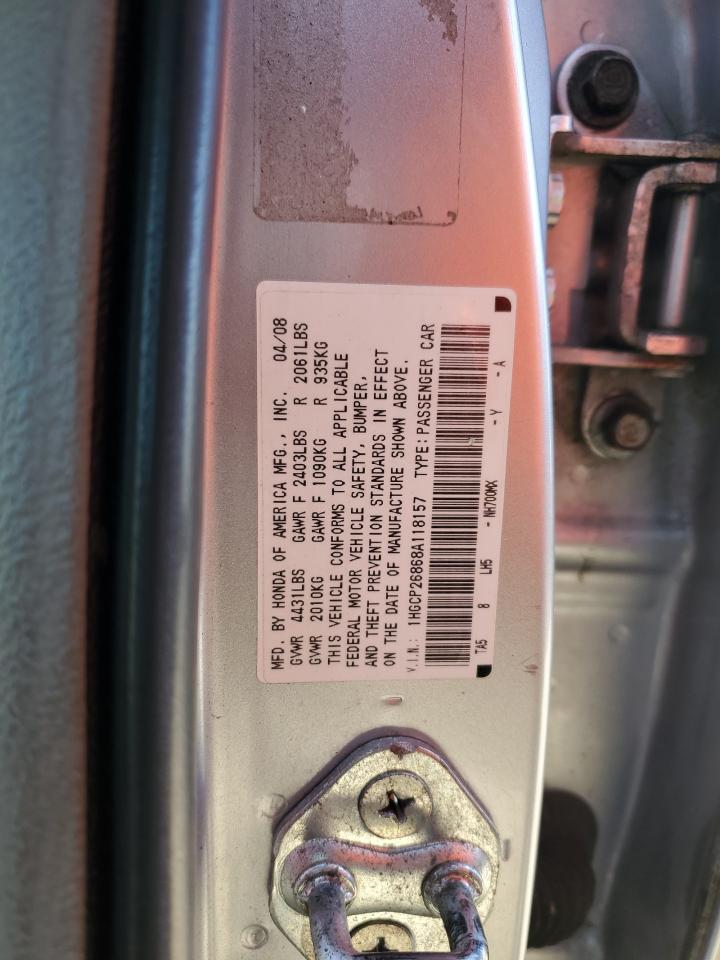 MFD. BY HONDA OF AMERICA MFG., INC. 04/08
GVWR 4431LBS GAWR F 2403LBS R 2061LBS
GVWR 2010KG GAWR F 1090KG R 935KG
THIS VEHICLE CONFORMS TO ALL APPLICABLE
FEDERAL MOTOR VEHICLE SAFETY, BUMPER,
AND THEFT PREVENTION STANDARDS IN EFFECT
ON THE DATE OF MANUFACTURE SHOWN ABOVE.
V.I.N.: 1HGCP26868A118157 TYPE: PASSENGER CAR
TA5 8 LH5 - NH700MX - Y - A